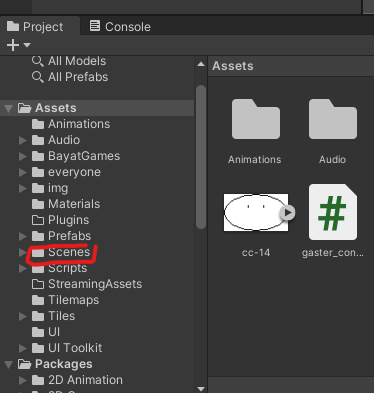 Project
Console
All Models
All Prefabs
Assets
Animations
Audio
BayatGames
everyone
img
Materials
Plugins
Prefabs
Scenes
Scripts
StreamingAssets
Tilemaps
Tiles
UI
UI Toolkit
Packages
2D Animation
Assets
Animations
Audio
cc-14
gaster_con...